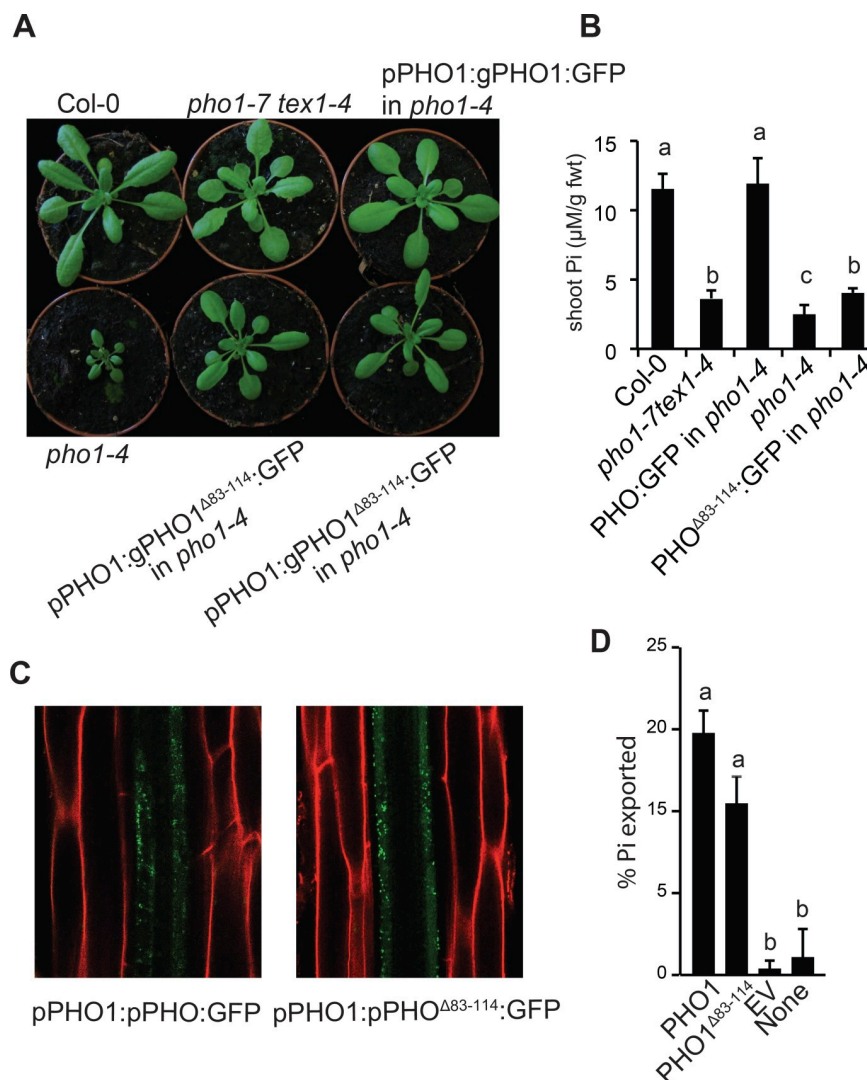 A
Col-0
pho1-7 tex1-4
pPHO1:gPHO1:GFP
in pho1-4
pho1-4
pPHO1:gPHO1Δ83-114:GFP
in pho1-4
pPHO1:gPHO1Δ83-114:GFP
in pho1-4
B
shoot Pi (µM/g fwt)
15
10
5
0
a
b
a
c
b
Col-0
pho1-7tex1-4
PHO:GFP in pho1-4
pho1-4
PHOΔ83-114:GFP in pho1-4
C
pPHO1:pPHO:GFP
pPHO1:pPHOΔ83-114:GFP
D
% Pi exported
25
20
15
5
0
a
a
b
b
PHO1
PHO1Δ83-114
EV
None